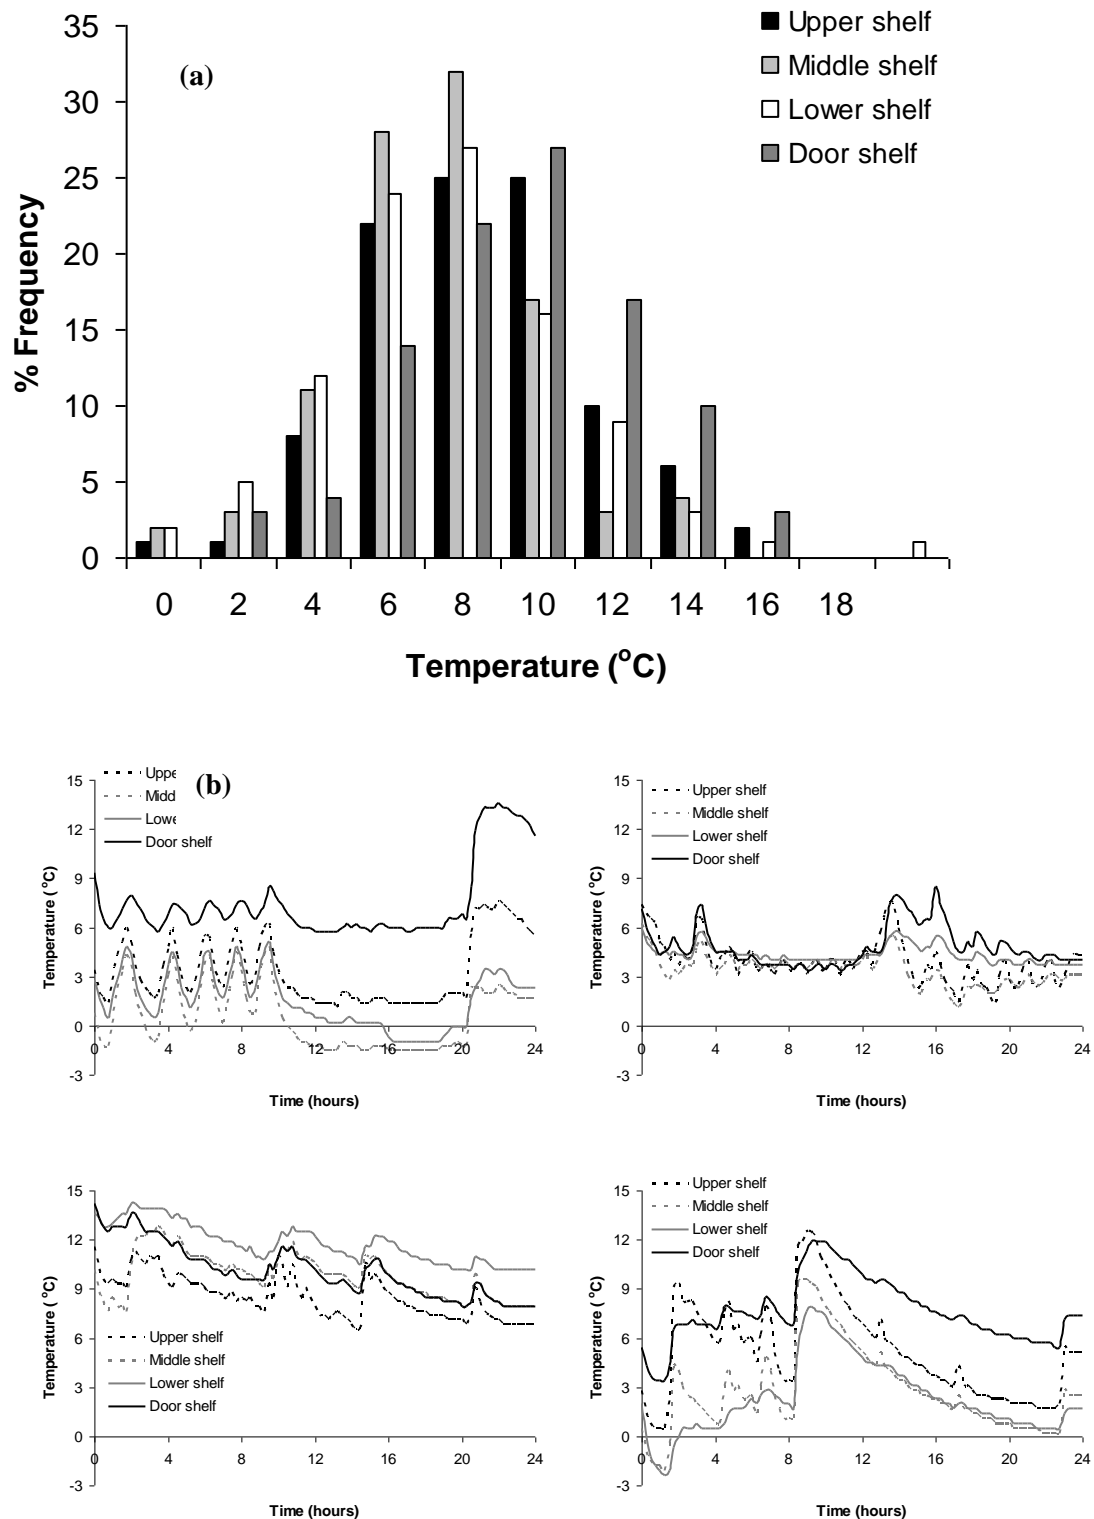 35
30
25
20
15
10
5
0
% Frequency
(a)
Upper shelf
Middle shelf
Lower shelf
Door shelf
0 2 4 6 8 10 12 14 16 18
Temperature (°C)
15
12
9
6
3
0
-3
Temperature (°C)
Uppe
Midd
Lowe
Door shelf
(b)
0 4 8 12 16 20 24
Time (hours)
15
12
9
6
3
0
-3
Temperature (°C)
Upper shelf
Middle shelf
Lower shelf
Door shelf
0 4 8 12 16 20 24
Time (hours)
15
12
9
6
3
0
-3
Temperature (°C)
Upper shelf
Middle shelf
Lower shelf
Door shelf
0 4 8 12 16 20 24
Time (hours)
15
12
9
6
3
0
-3
Temperature (°C)
Upper shelf
Middle shelf
Lower shelf
Door shelf
0 4 8 12 16 20 24
Time (hours)